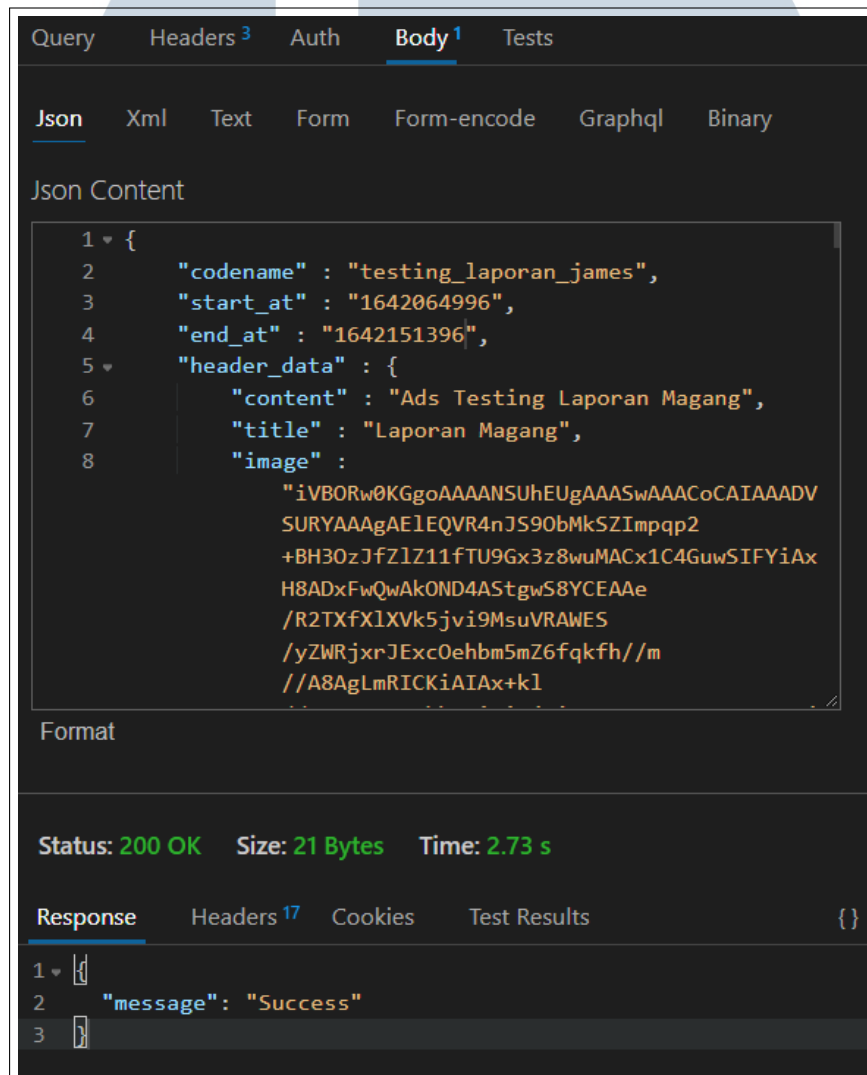 Query Headers 3 Auth Body 1 Tests
Json Xml Text Form Form-encode Graphql Binary
Json Content
1 {
2 "codename" : "testing_laporan_james",
3 "start_at" : "1642064996",
4 "end_at" : "1642151396",
5 "header_data" : {
6 "content" : "Ads Testing Laporan Magang",
7 "title" : "Laporan Magang",
8 "image" :
"iVBORw0KGgoAAAANSUhEUgAAASwAAACoCAIAAADV
SURYAAAgAElEQVR4nJS9ObMkSZImpqp2
+BH3OzJfZlZ11fTU9Gx3z8wuMACx1C4GuwSIFYiAx
H8ADxFwQwAkOND4AStgwS8YCEAAe
/R2TXfXlXVk5jvi9MsuVRAWES
/yZWRjxrJExcOehbm5mZ6fqkfh//m
//A8AgLmRICKiAIAx+kl
Format
Status: 200 OK Size: 21 Bytes Time: 2.73 s
Response Headers 17 Cookies Test Results { }
1 {
2 "message": "Success"
3 }